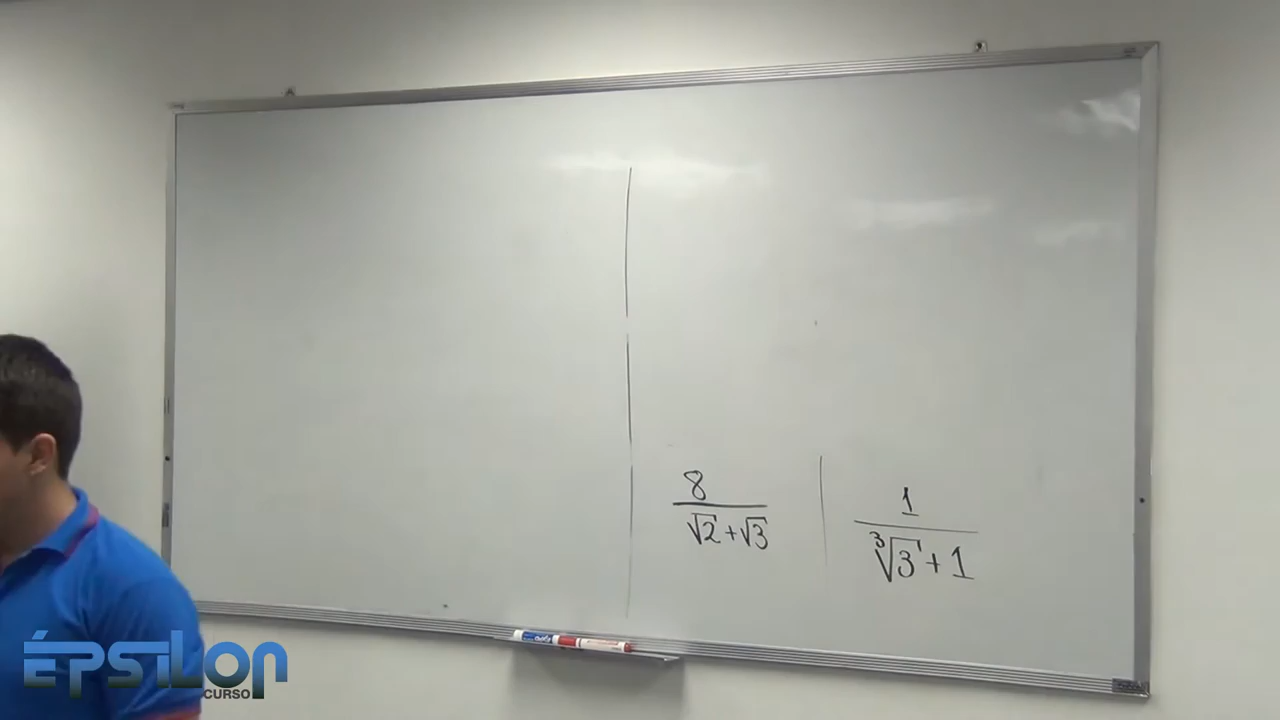 8
√2+√3
1
∛3+1
ÉPSILON
CURSO